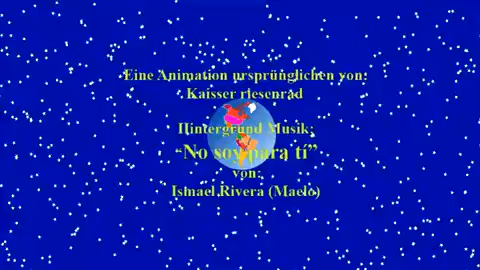 Eine Animation ursprünglichen von:
Kaisser riesenrad
Hintergrund Musik:
“No soy para ti”
von:
Ismael Rivera (Maelo)